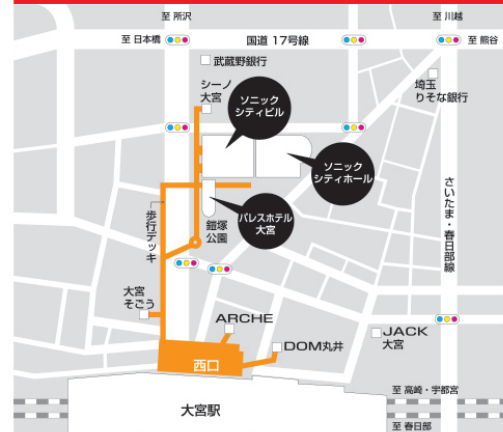 至 所沢
至 川越
至 日本橋
国道 17号線
至 熊谷
武蔵野銀行
シーノ
大宮
ソニック
シティビル
埼玉
りそな銀行
ソニック
シティホール
さいたま・春日部線
歩行デッキ
鐘塚
公園
パレスホテル
大宮
大宮
そごう
ARCHE
DOM丸井
JACK
大宮
西口
至 高崎・宇都宮
大宮駅
至 春日部